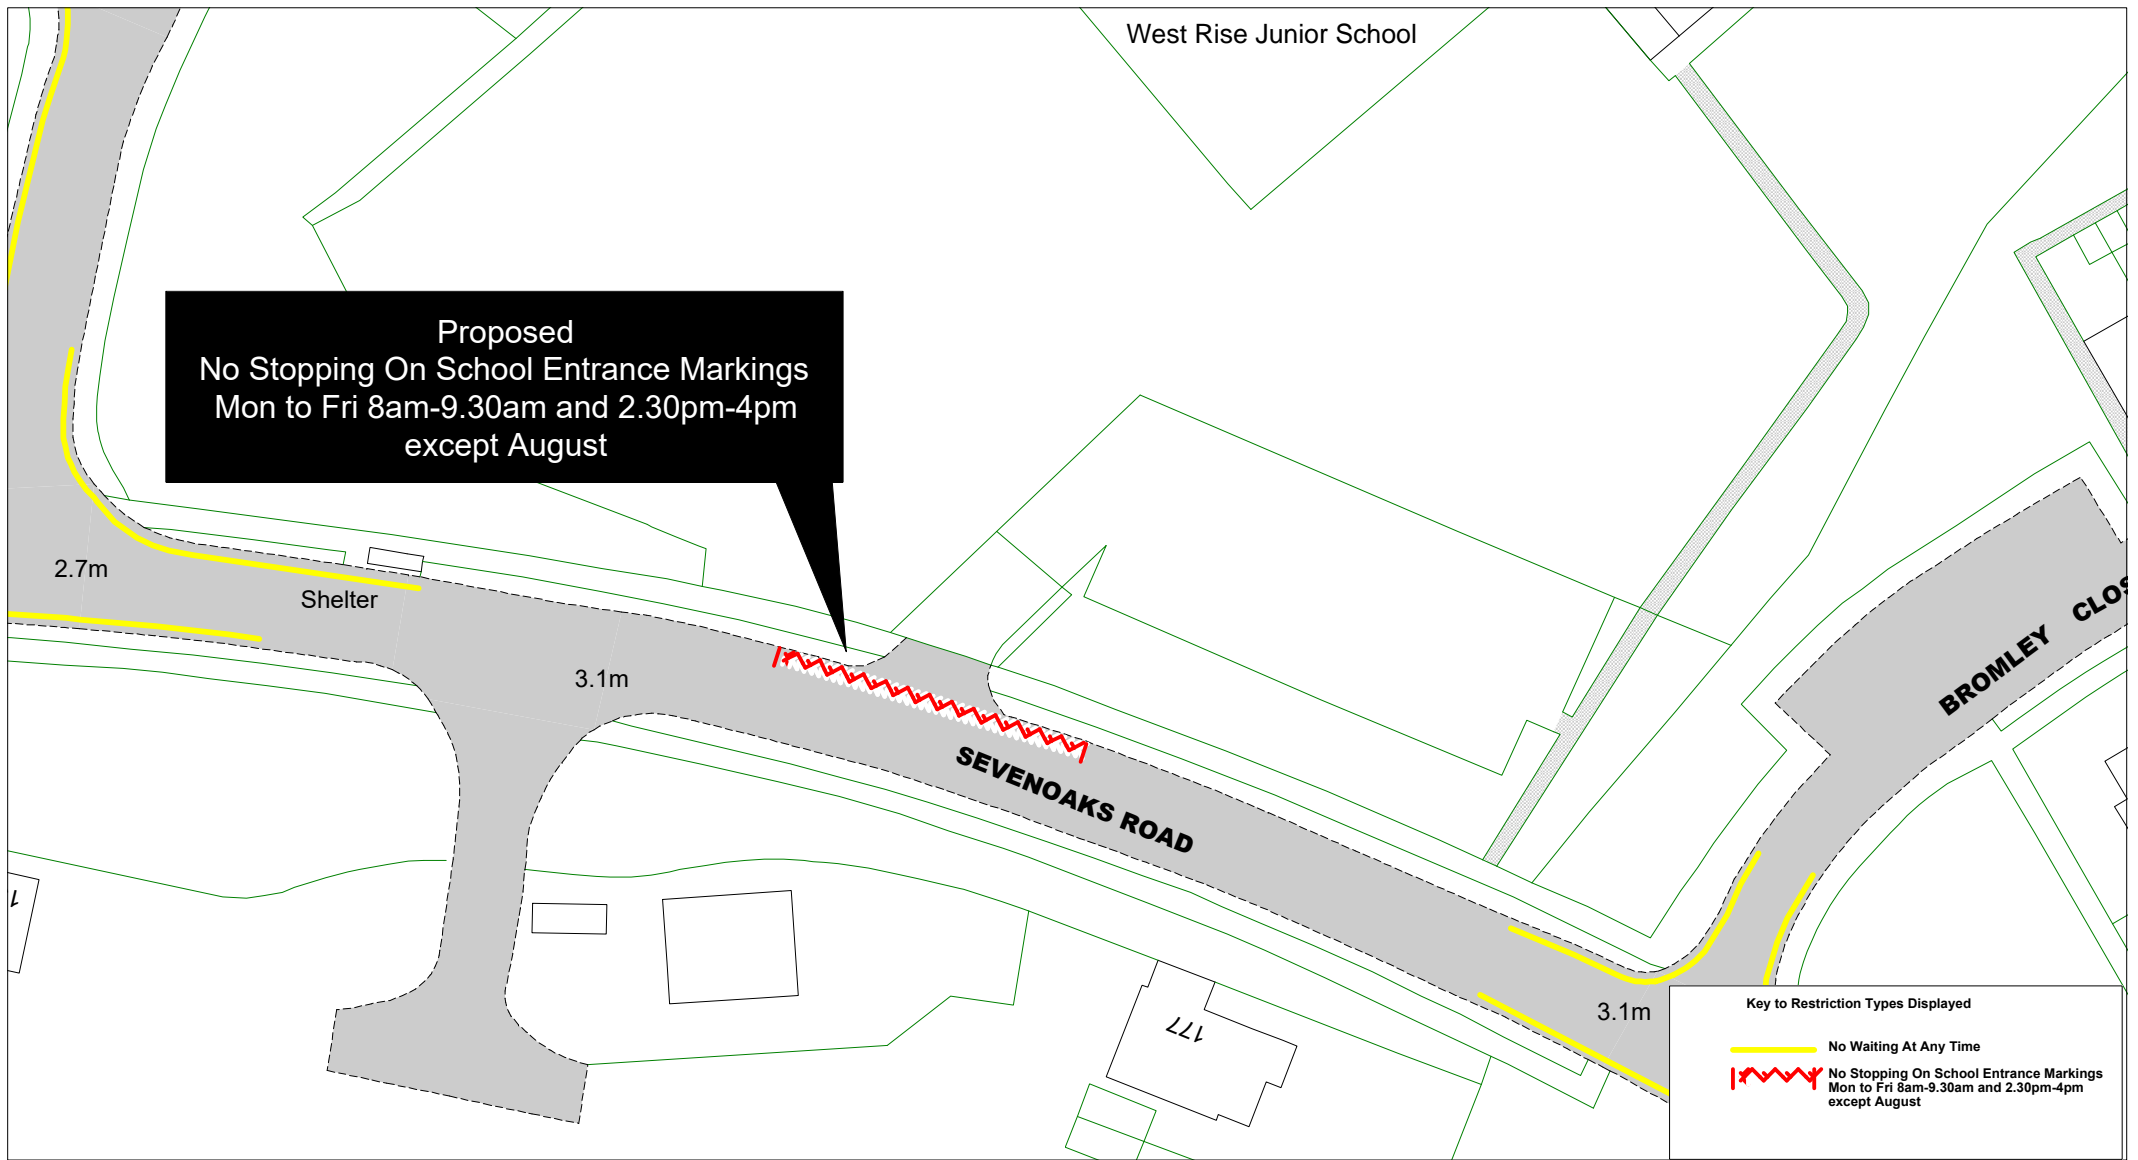 West Rise Junior School
Proposed
No Stopping On School Entrance Markings
Mon to Fri 8am-9.30am and 2.30pm-4pm
except August
2.7m
Shelter
3.1m
SEVENOAKS ROAD
BROMLEY CLOS
177
3.1m
Key to Restriction Types Displayed
No Waiting At Any Time
No Stopping On School Entrance Markings
Mon to Fri 8am-9.30am and 2.30pm-4pm
except August